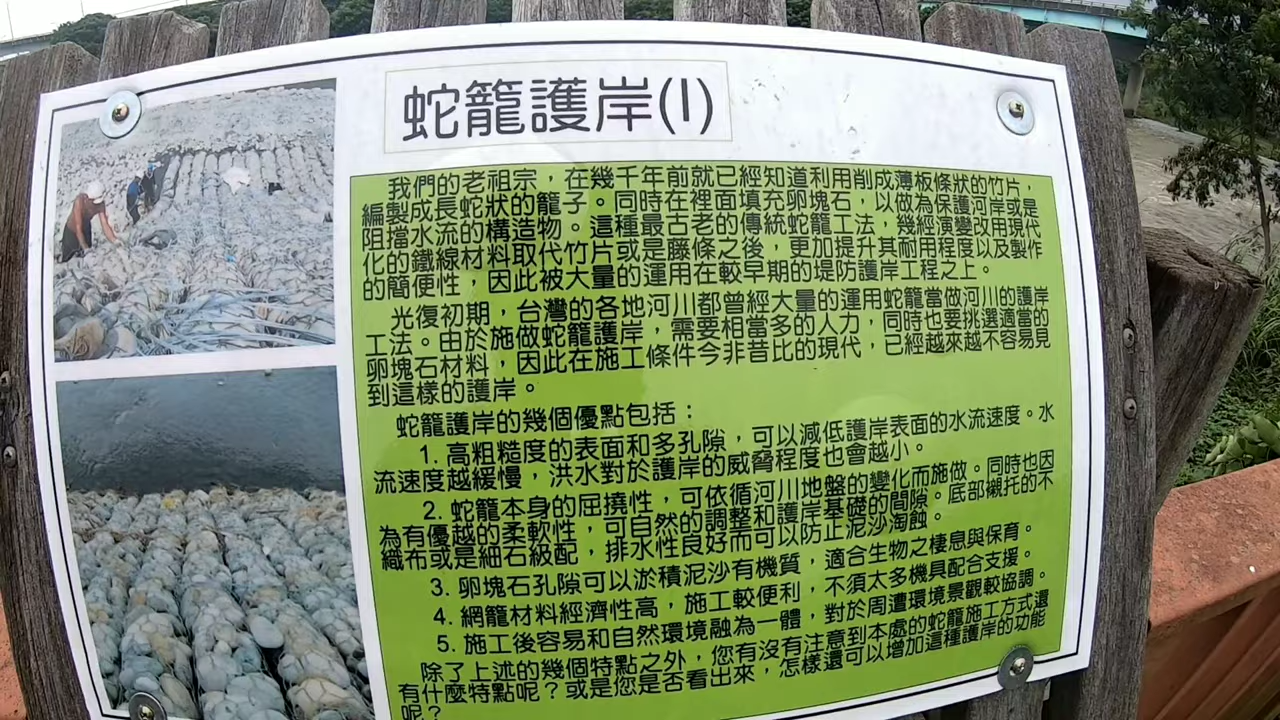 蛇籠護岸(1)
我們的老祖宗，在幾千年前就已經知道利用削成薄板條狀的竹片，
編製成長蛇狀的籠子。同時在裡面填充卵塊石，以做為保護河岸或是
阻擋水流的構造物。這種最古老的傳統蛇籠工法，幾經演變改用現代
化的鐵線材料取代竹片或是藤條之後，更加提升其耐用程度以及製作
的簡便性，因此被大量的運用在較早期的堤防護岸工程之上。
光復初期，台灣的各地河川都曾經大量的運用蛇籠當做河川的護岸
工法。由於施做蛇籠護岸，需要相當多的人力，同時也要挑選適當的
卵塊石材料，因此在施工條件今非昔比的現代，已經越來越不容易見
到這樣的護岸。
蛇籠護岸的幾個優點包括：
1. 高粗糙度的表面和多孔隙，可以減低護岸表面的水流速度。水
流速度越緩慢，洪水對於護岸的威脅程度也會越小。
2. 蛇籠本身的屈撓性，可依循河川地盤的變化而施做。同時也因
為有優越的柔軟性，可自然的調整和護岸基礎的間隙。底部襯托的不
織布或是細石級配，排水性良好而可以防止泥沙淘蝕。
3. 卵塊石孔隙可以淤積泥沙有機質，適合生物之棲息與保育。
4. 網籠材料經濟性高，施工較便利，不須太多機具配合支援。
5. 施工後容易和自然環境融為一體，對於周遭環境景觀較協調。
除了上述的幾個特點之外，您有沒有注意到本處的蛇籠施工方式還
有什麼特點呢？或是您是否看出來，怎樣還可以增加這種護岸的功能
呢？